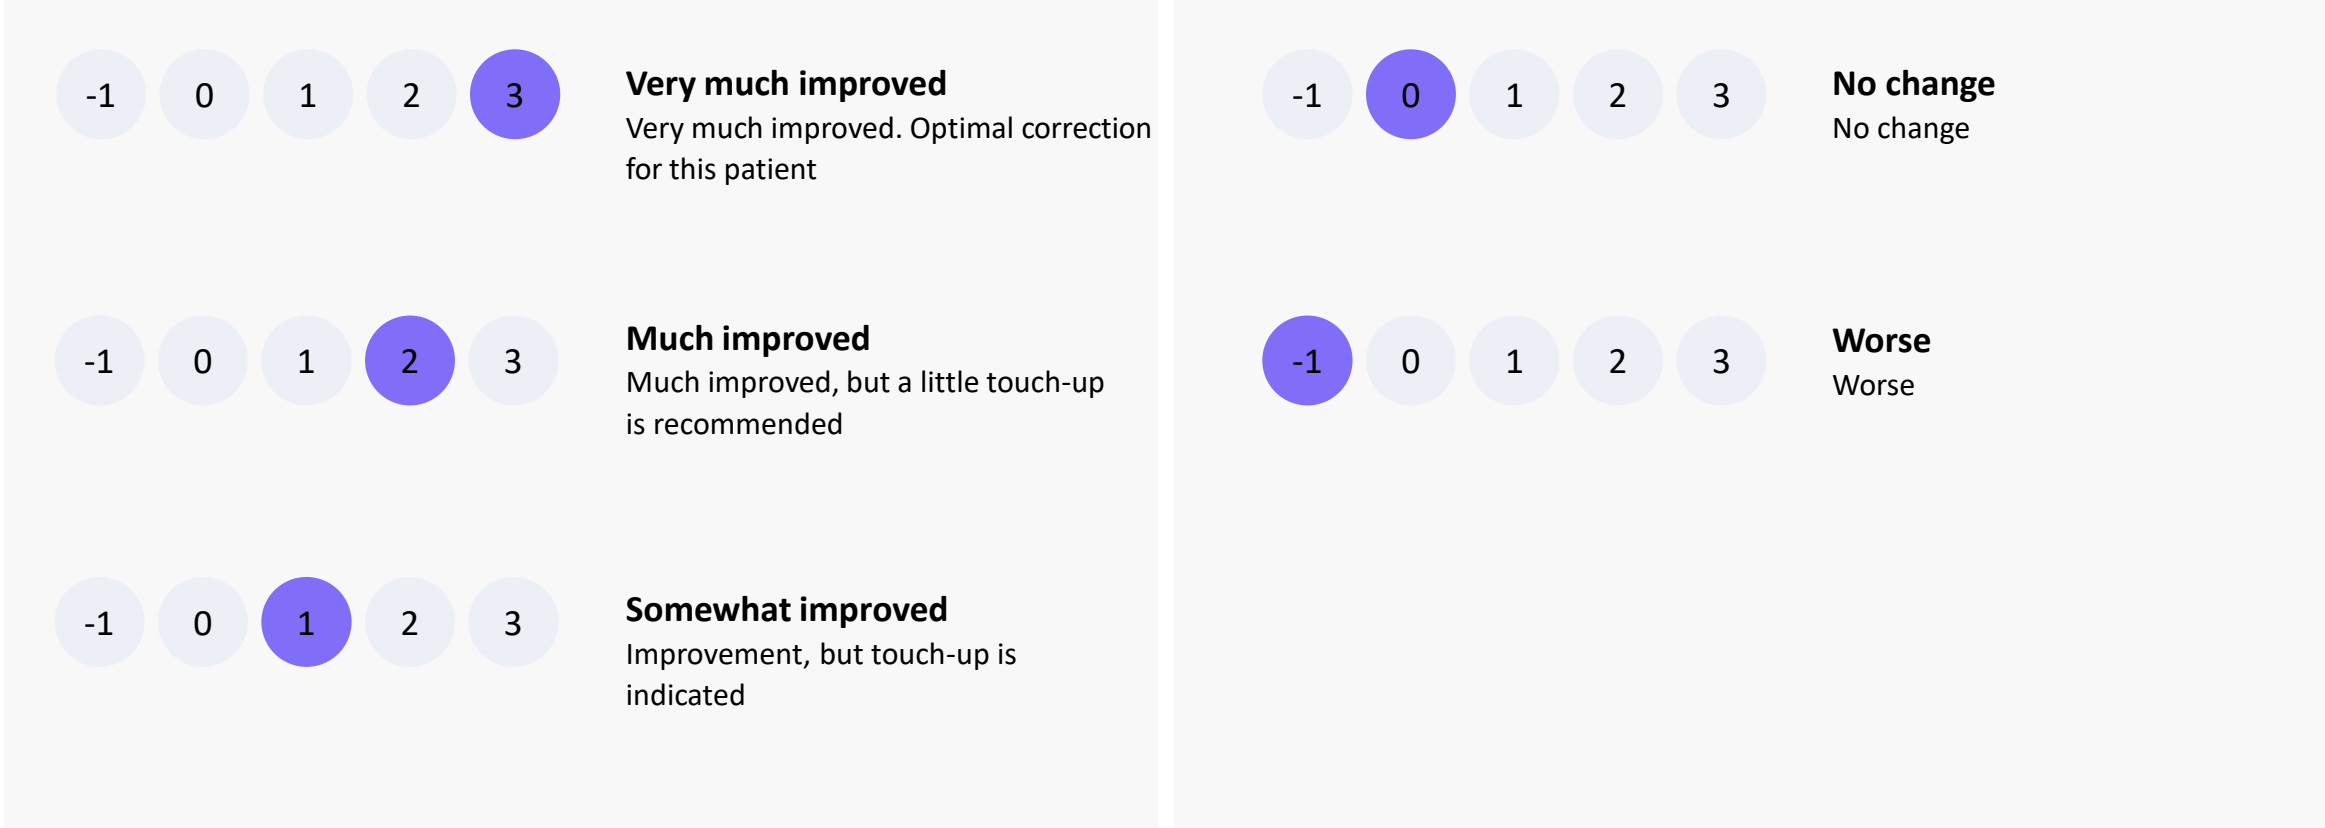 -1 0 1 2 3
Very much improved
Very much improved. Optimal correction
for this patient
-1 0 1 2 3
Much improved
Much improved, but a little touch-up
is recommended
-1 0 1 2 3
Somewhat improved
Improvement, but touch-up is
indicated
-1 0 1 2 3
No change
No change
-1 0 1 2 3
Worse
Worse